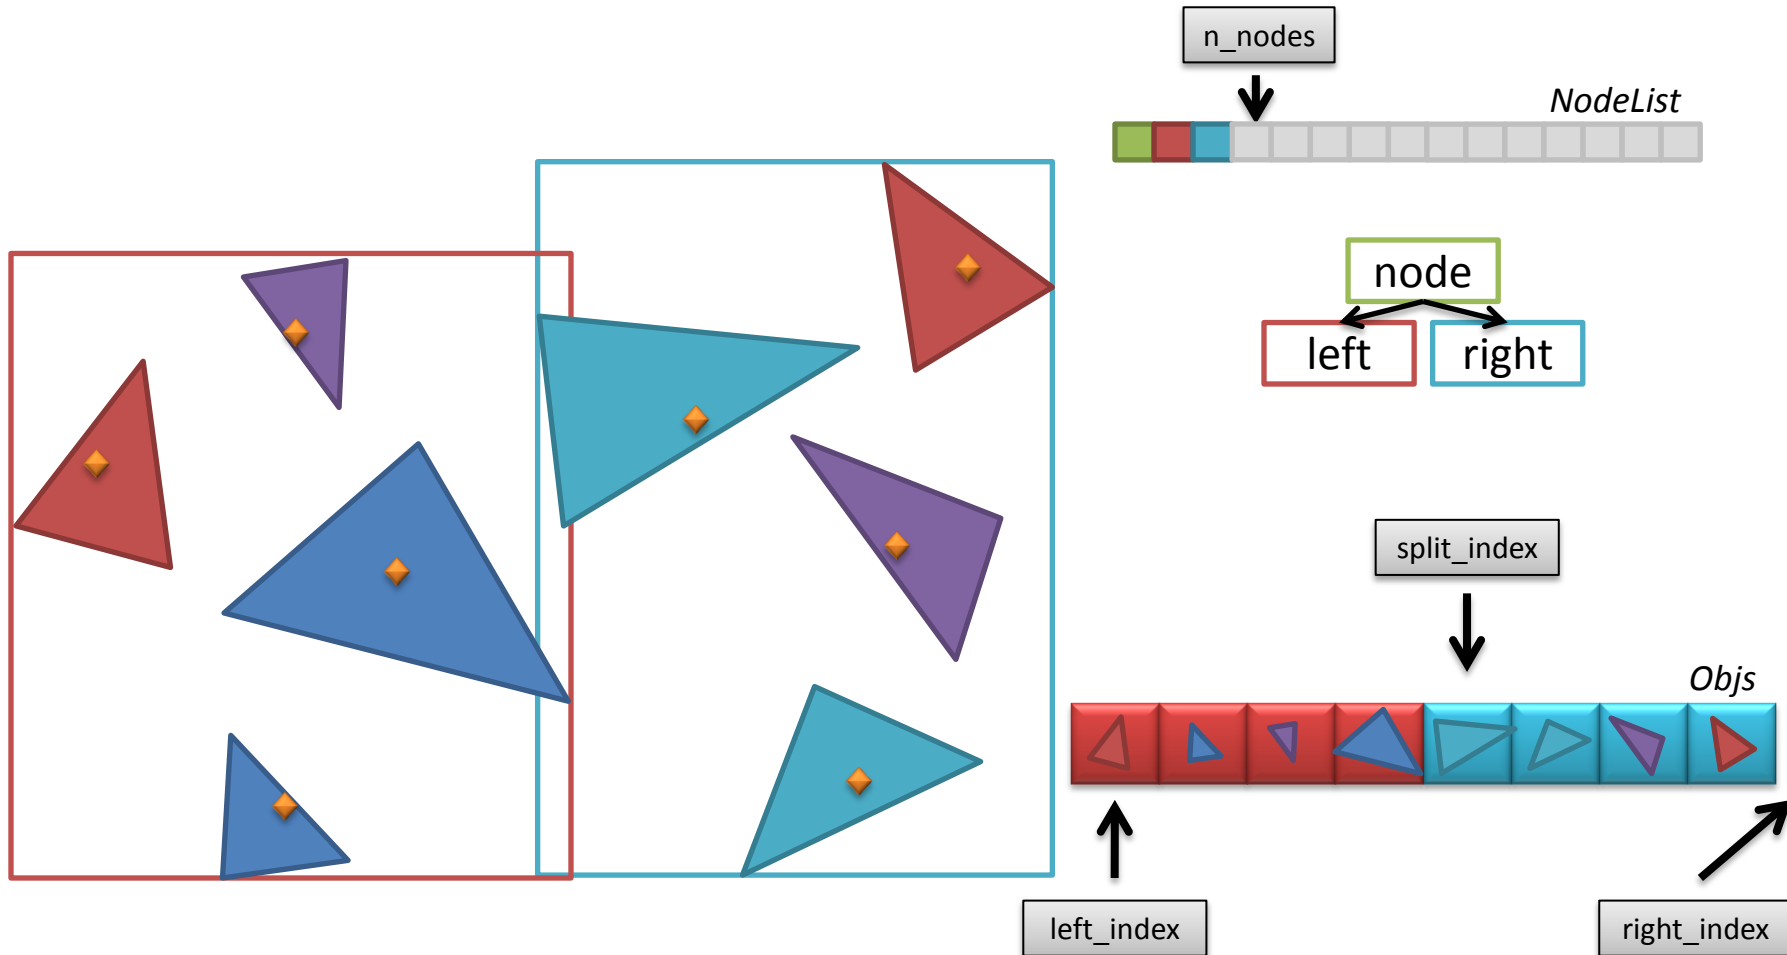 n_nodes
NodeList
node
left right
split_index
Objs
left_index
right_index